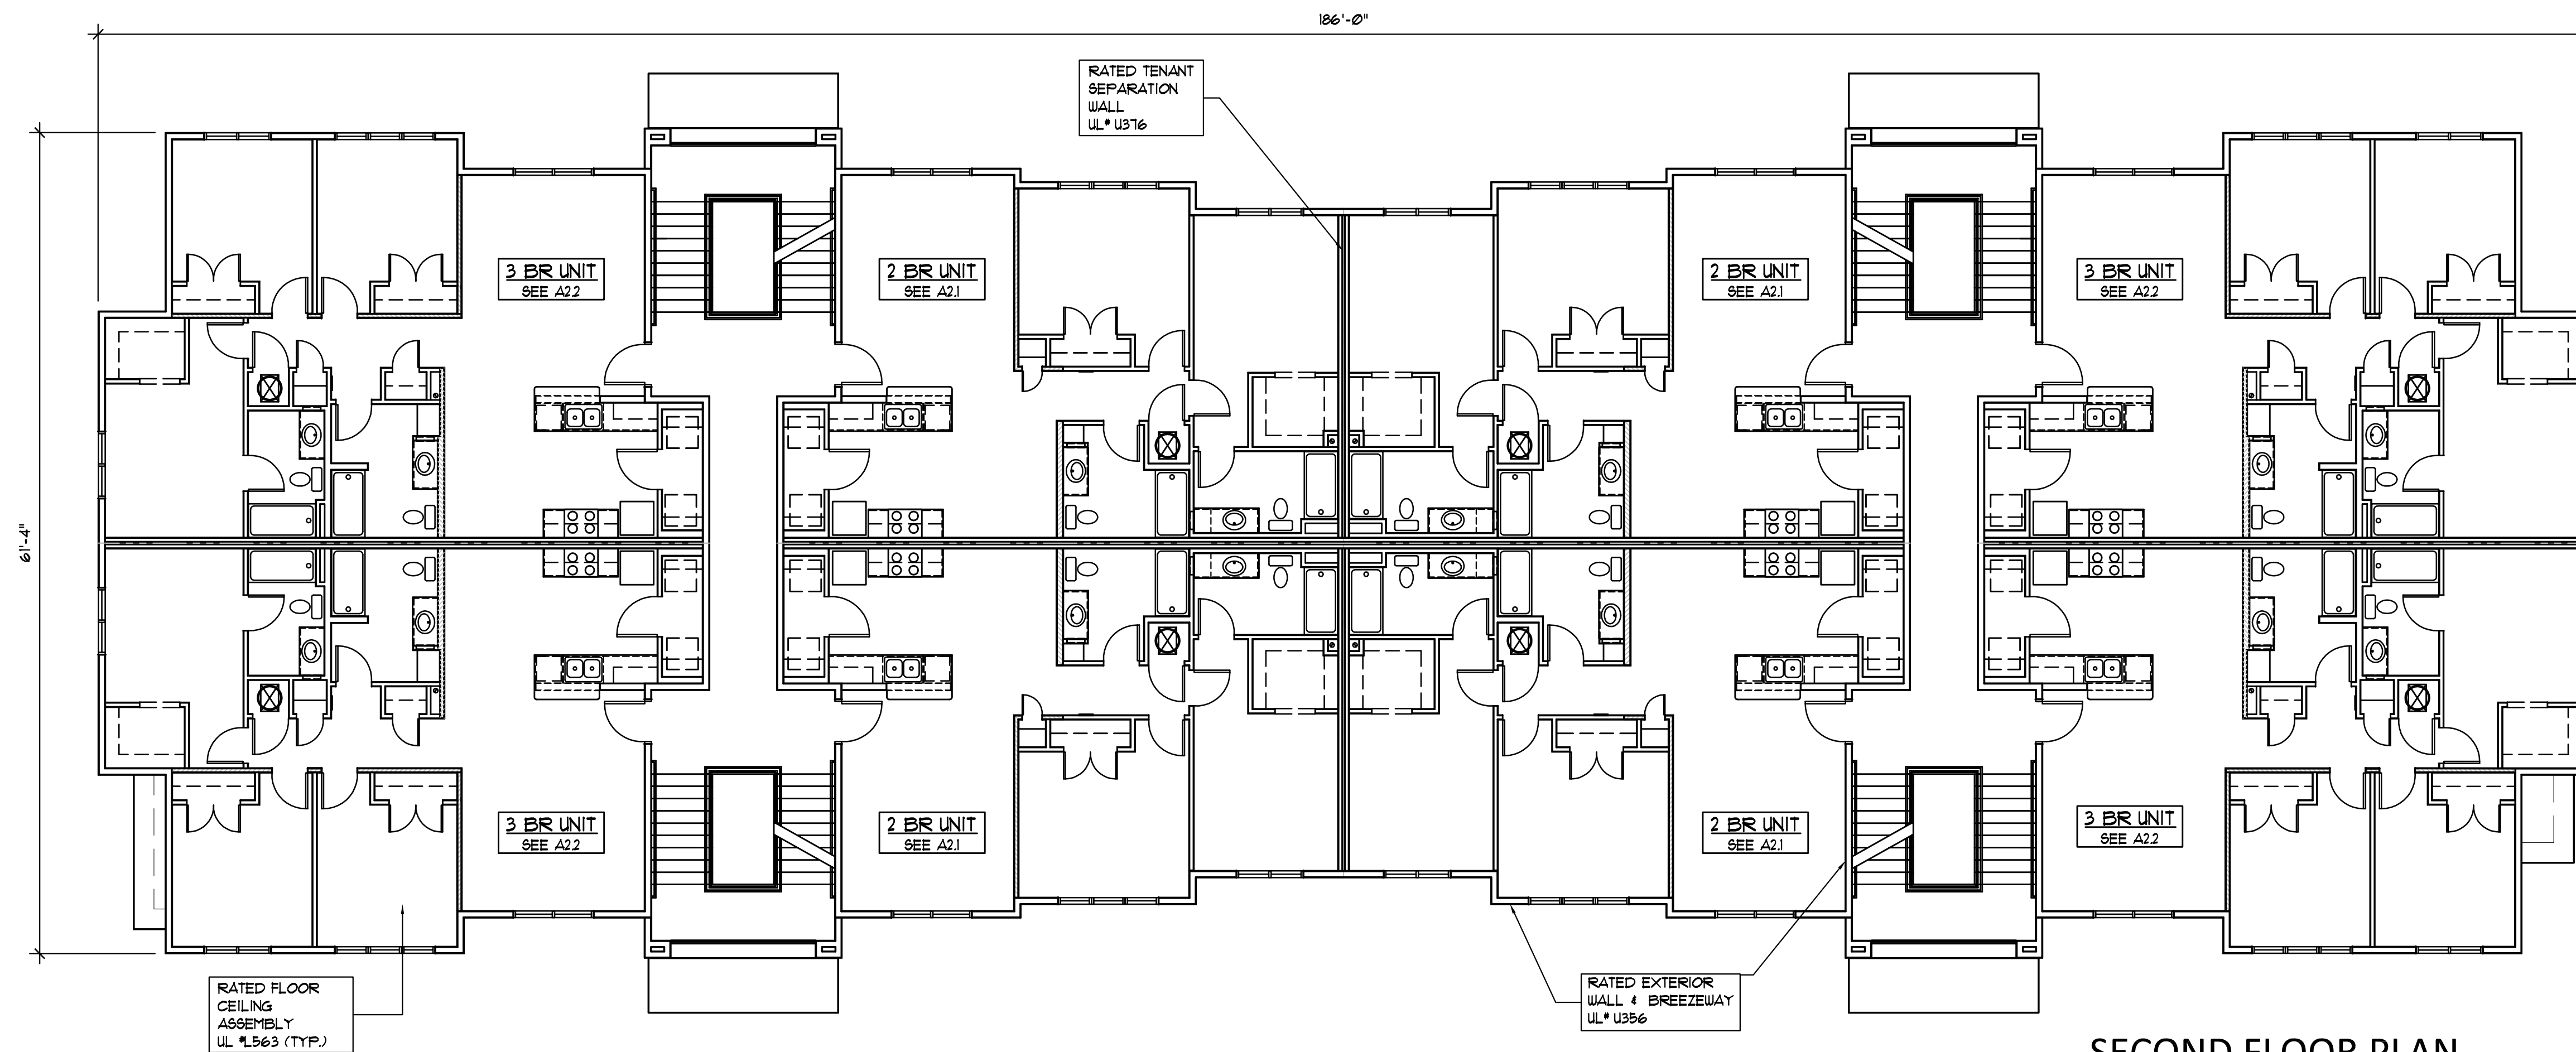 186'-0"
RATED TENANT
SEPARATION
WALL
UL# U376
3 BR UNIT
SEE A2.2
2 BR UNIT
SEE A2.1
2 BR UNIT
SEE A2.1
3 BR UNIT
SEE A2.2
61'-4"
3 BR UNIT
SEE A2.2
2 BR UNIT
SEE A2.1
2 BR UNIT
SEE A2.1
3 BR UNIT
SEE A2.2
RATED FLOOR
CEILING
ASSEMBLY
UL #L563 (TYP.)
RATED EXTERIOR
WALL & BREEZEWAY
UL# U356
SECOND FLOOR PLAN